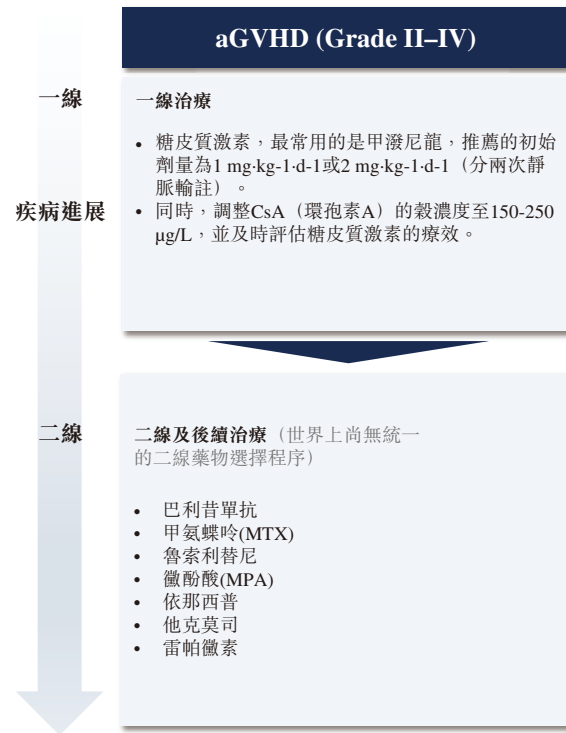 aGVHD (Grade II–IV)
一線
一線治療
• 糖皮質激素，最常用的是甲潑尼龍，推薦的初始
劑量為1 mg·kg-1·d-1或2 mg·kg-1·d-1（分兩次靜
脈輸註）。
疾病進展
• 同時，調整CsA（環孢素A）的穀濃度至150-250
μg/L，並及時評估糖皮質激素的療效。
二線
二線及後續治療（世界上尚無統一
的二線藥物選擇程序）
• 巴利昔單抗
• 甲氨蝶呤(MTX)
• 魯索利替尼
• 黴酚酸(MPA)
• 依那西普
• 他克莫司
• 雷帕黴素